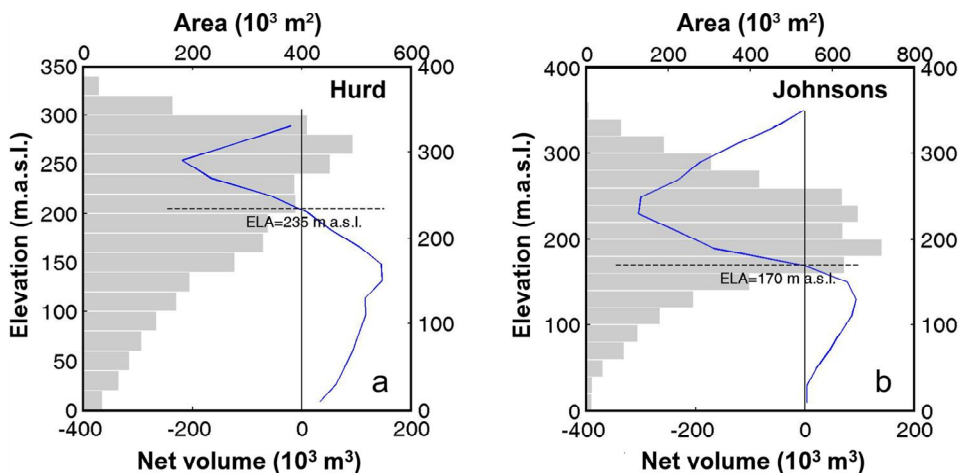 Area (10³ m²)
0 200 400 600
Hurd
Elevation (m.a.s.l.)
350
300
250
200
150
100
50
0
400
300
200
100
0
ELA=235 m a.s.l.
a
-400 -200 0 200
Net volume (10³ m³)
Area (10³ m²)
0 200 400 600 800
Johnsons
Elevation (m.a.s.l.)
400
300
200
100
0
400
300
200
100
0
ELA=170 m a.s.l.
b
-400 -200 0 200
Net volume (10³ m³)